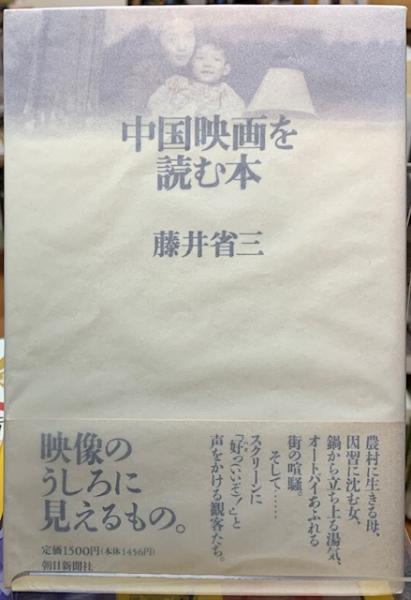 中国映画を
読む本
藤井省三
映像の
うしろに
見えるもの。
定価1500円(本体1456円)
朝日新聞社
農村に生きる母、
因習に沈む女、
鍋から立ち上る湯気、
オートバイあふれる
街の喧騒。
そして……
スクリーンに
「好っ(いぞ)!」と
声をかける観客たち。